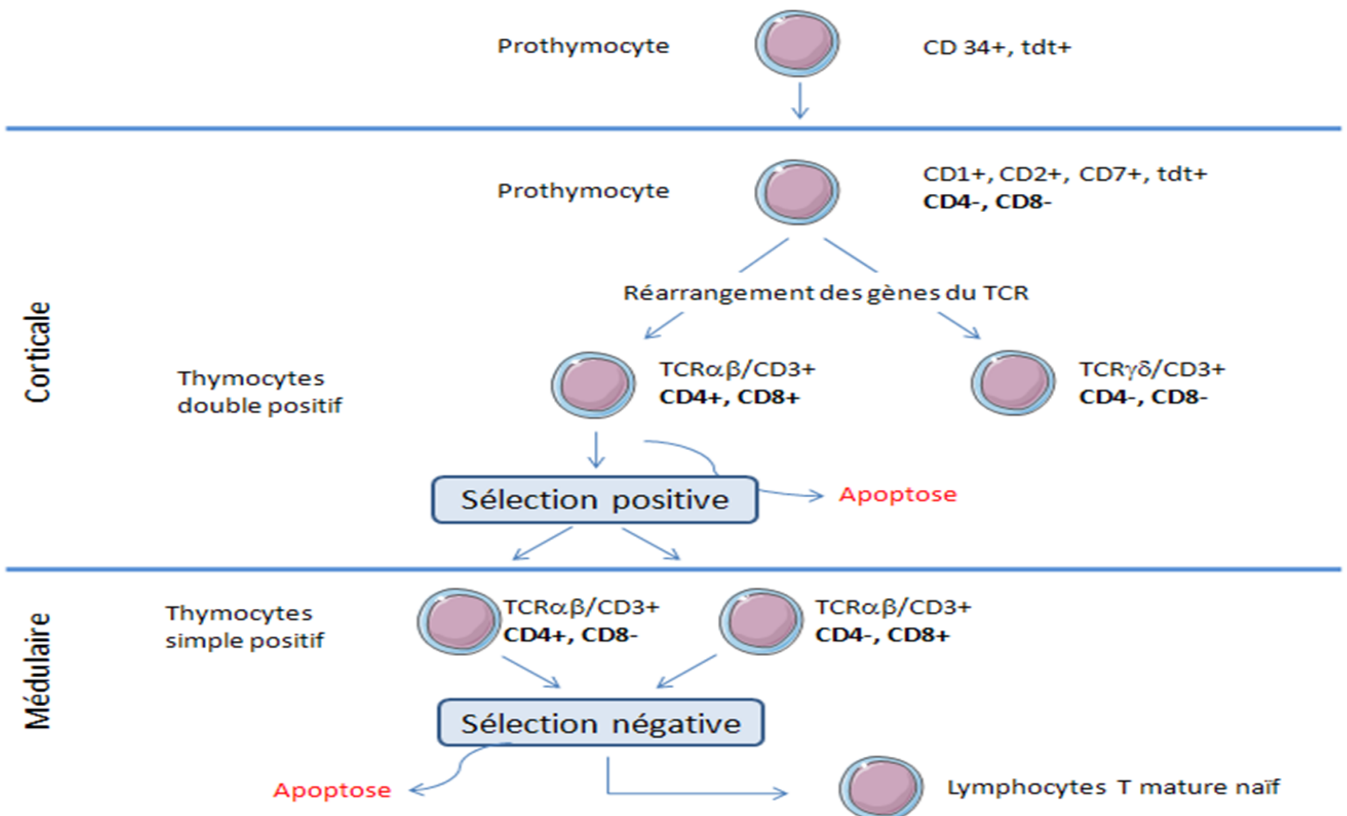 Prothymocyte
CD 34+, tdt+
Corticale
Prothymocyte
CD1+, CD2+, CD7+, tdt+
CD4-, CD8-
Réarrangement des gènes du TCR
Thymocytes
double positif
TCRαβ/CD3+
CD4+, CD8+
TCRγδ/CD3+
CD4-, CD8-
Sélection positive
Apoptose
Médulaire
Thymocytes
simple positif
TCRαβ/CD3+
CD4+, CD8-
TCRαβ/CD3+
CD4-, CD8+
Sélection négative
Apoptose
Lymphocytes T mature naïf